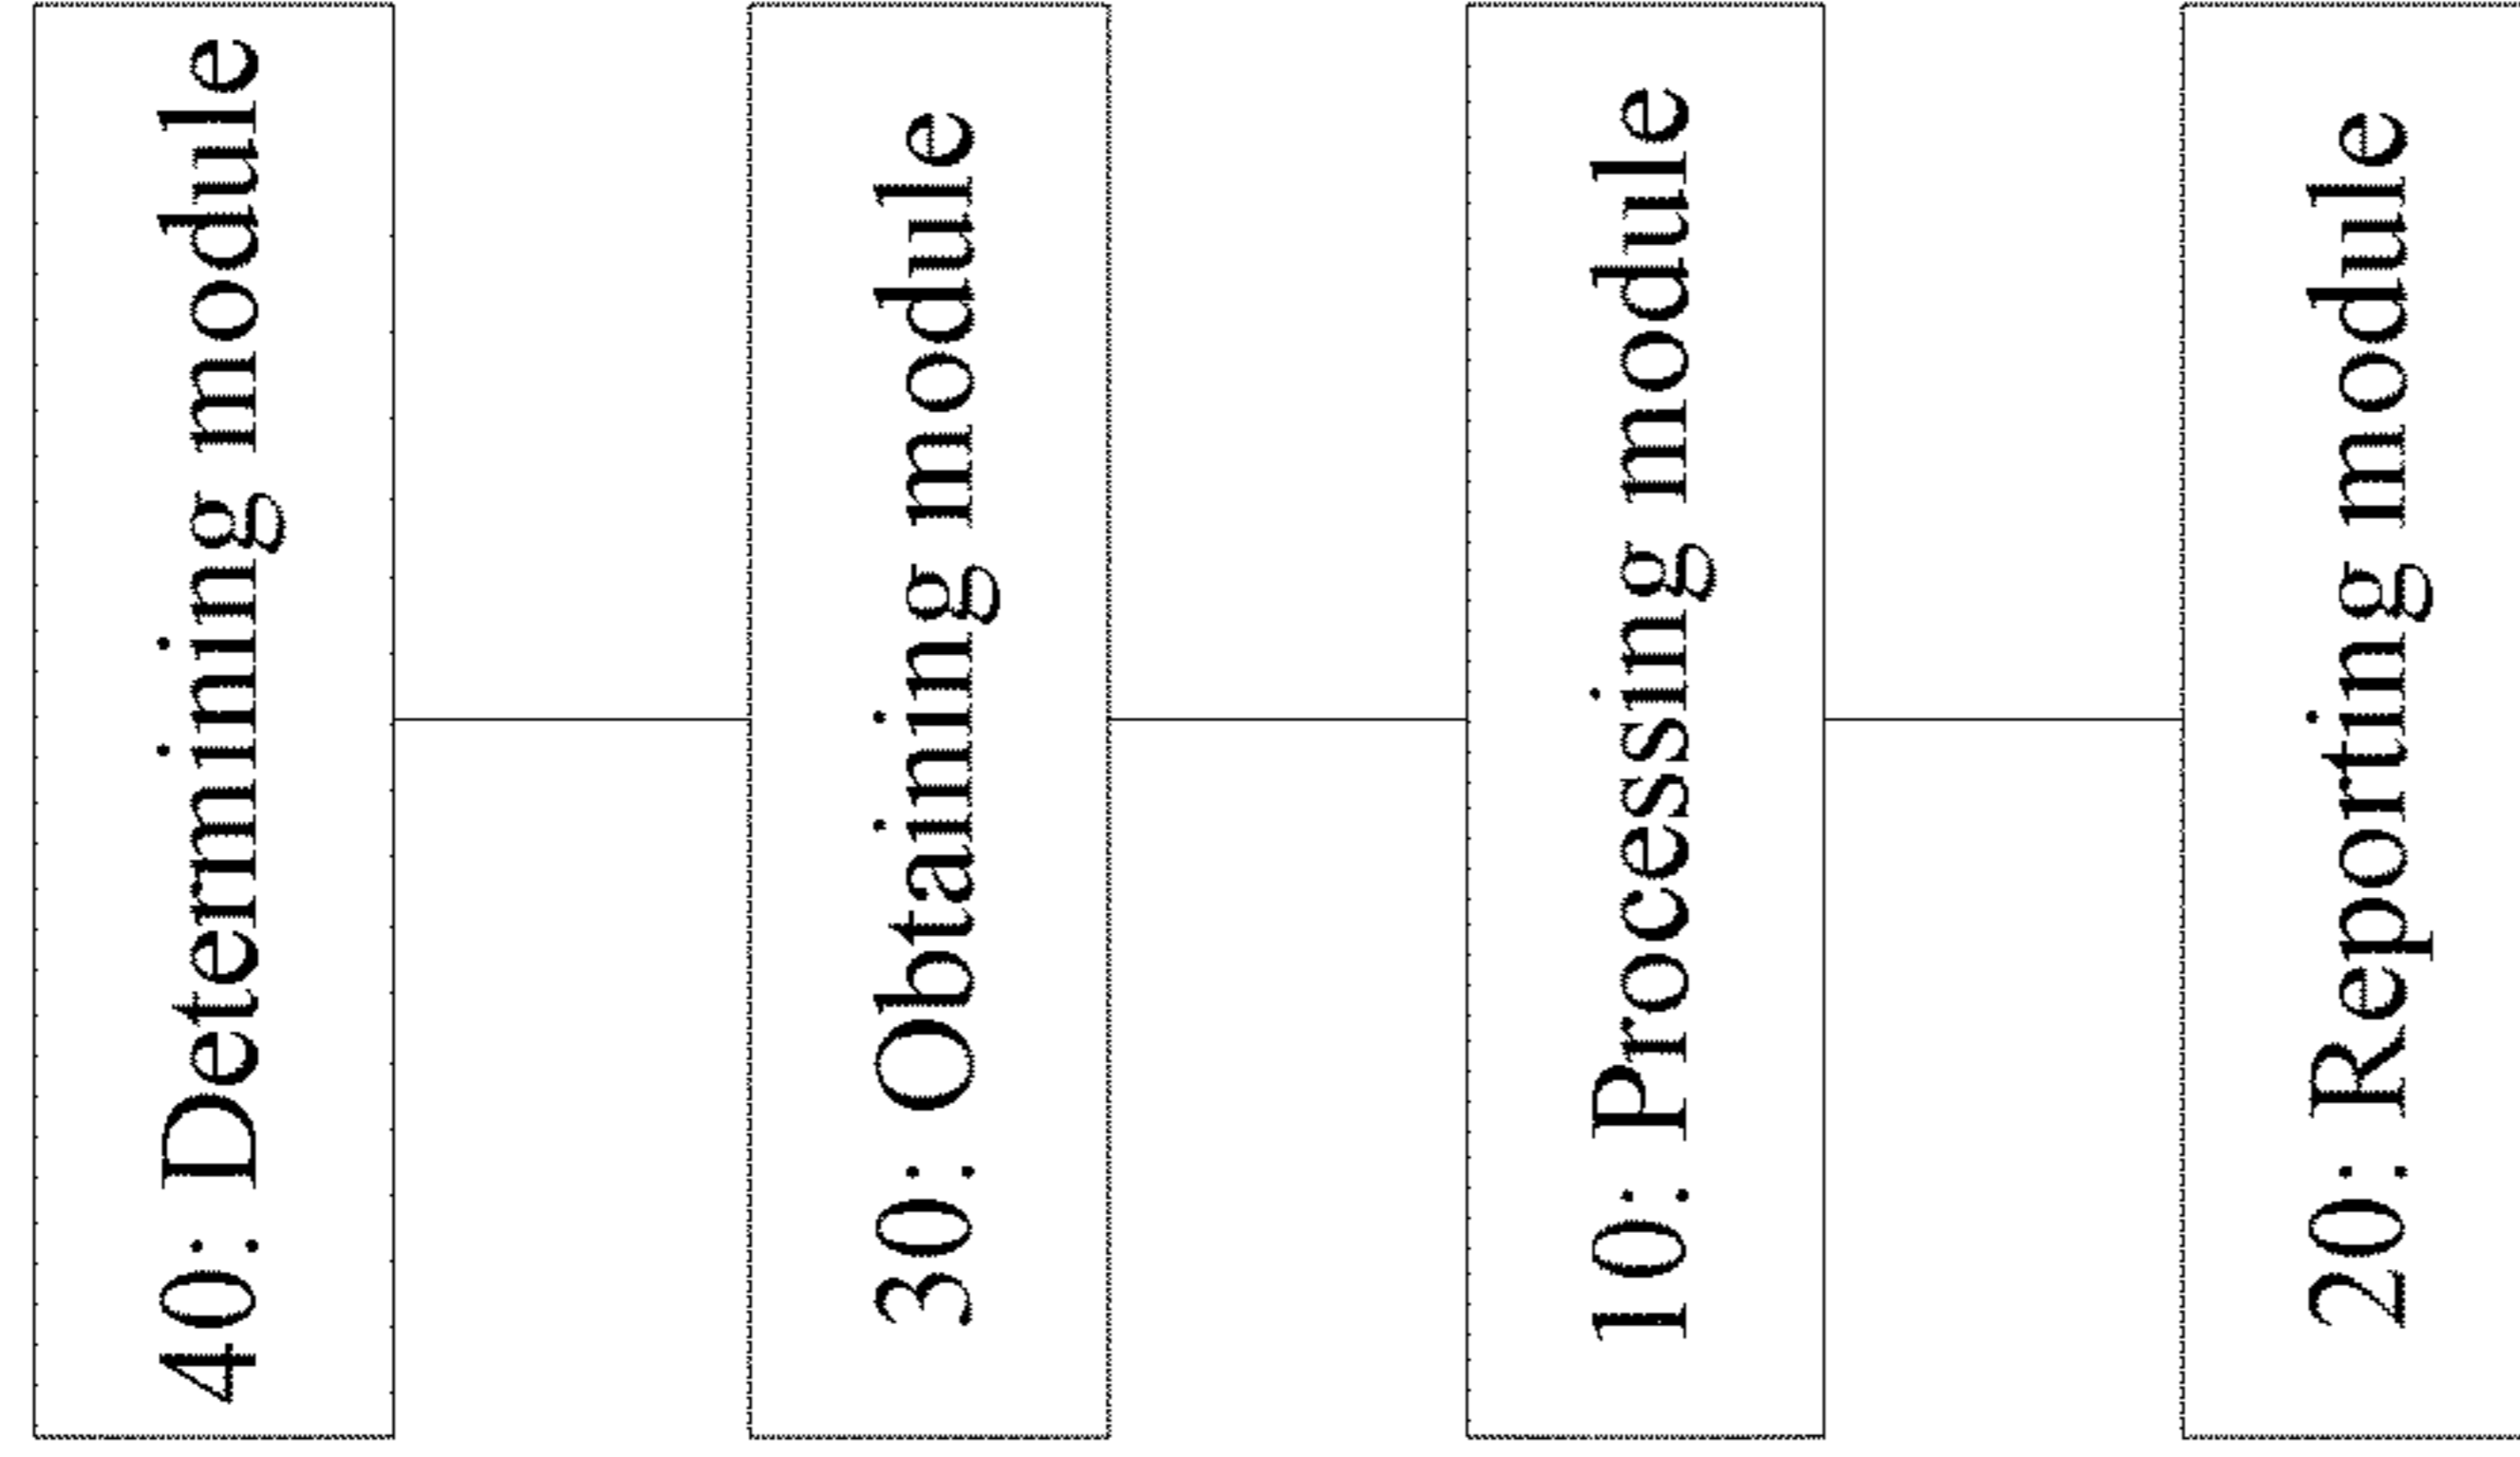 40: Determining module
30: Obtaining module
10: Processing module
20: Reporting module